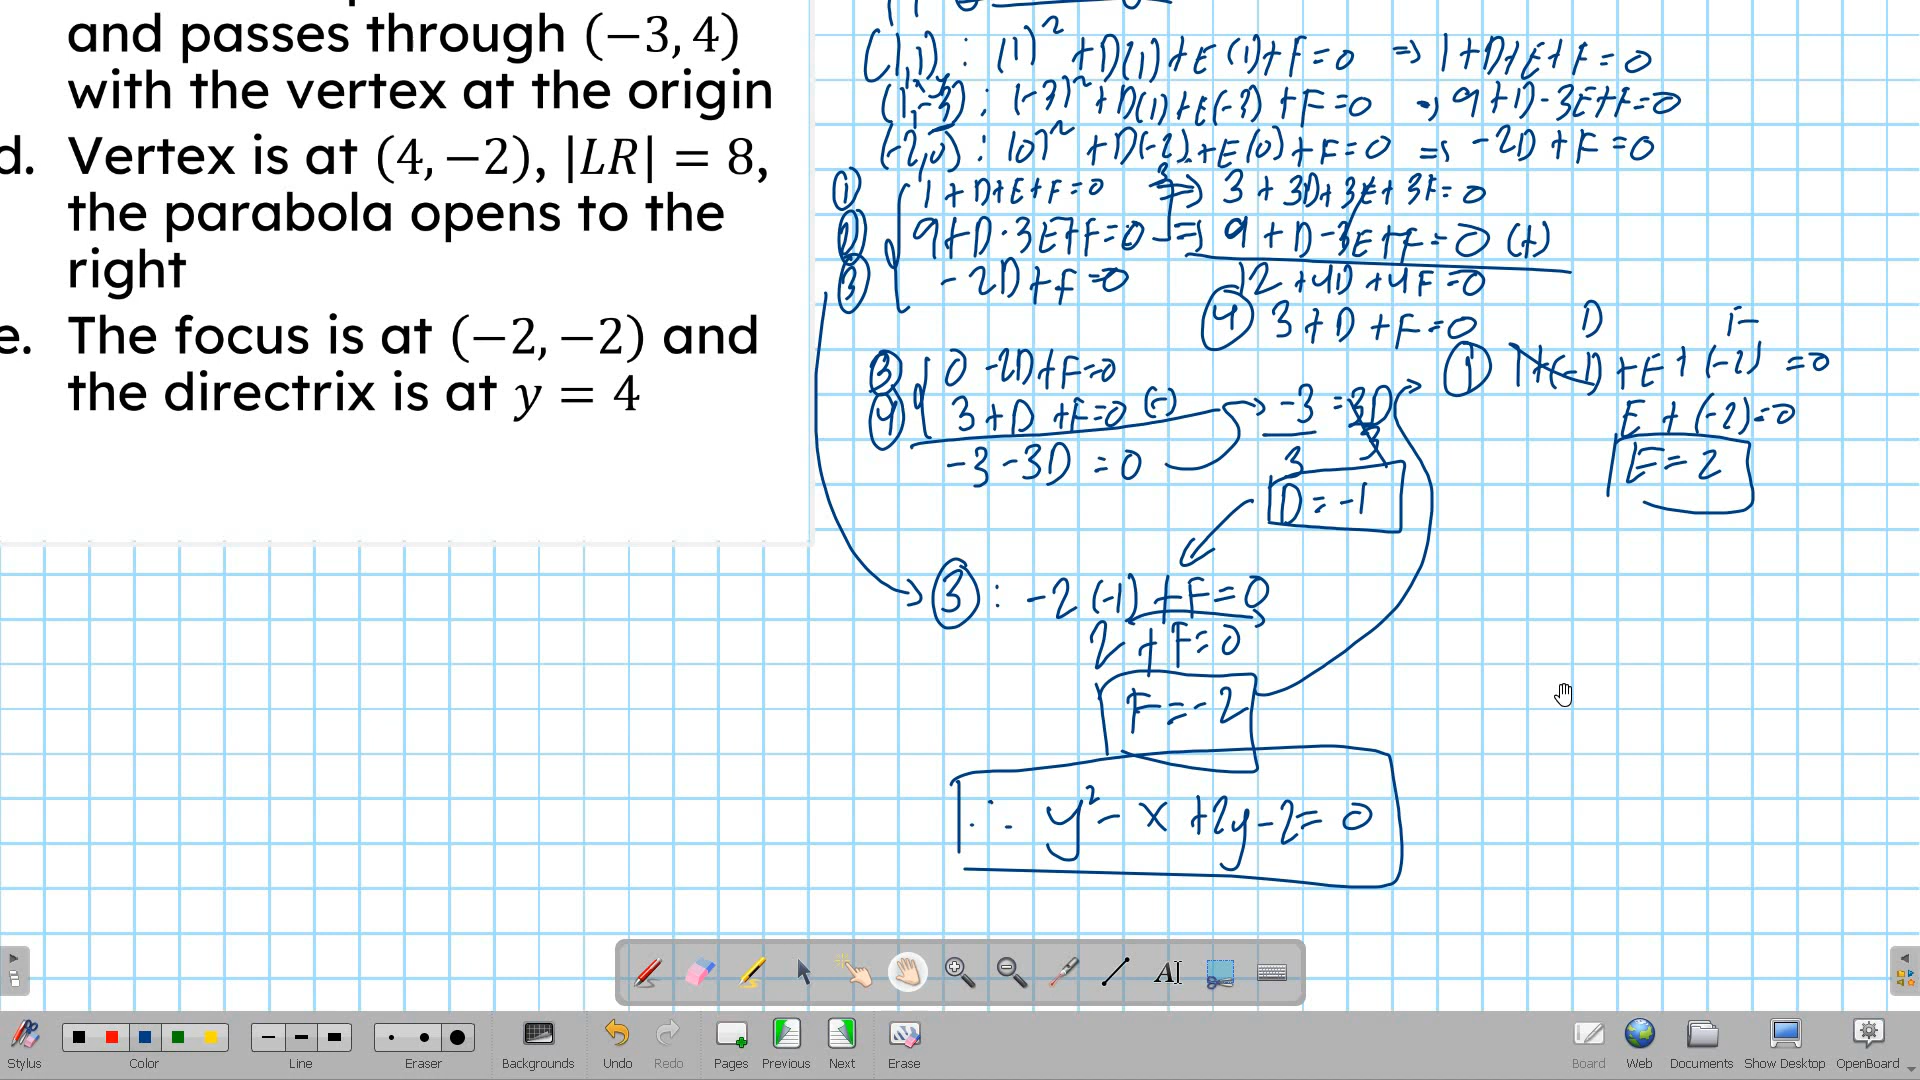 and passes through (−3, 4)
with the vertex at the origin
d. Vertex is at (4, −2), |LR| = 8,
the parabola opens to the
right
e. The focus is at (−2, −2) and
the directrix is at y = 4
(1,1) : (1)² + D(1) + E(1) + F = 0 ⇒ 1 + D + E + F = 0
(1,-3) : (-3)² + D(1) + E(-3) + F = 0 ⇒ 9 + D - 3E + F = 0
(-2,0) : (0)² + D(-2) + E(0) + F = 0 ⇒ -2D + F = 0
① 1 + D + E + F = 0 3⇒ 3 + 3D + 3E + 3F = 0
② 9 + D - 3E + F = 0 ⇒ 9 + D - 3E + F = 0 (+)
③ -2D + F = 0 12 + 4D + 4F = 0
④ 3 + D + F = 0
③ 0 - 2D + F = 0
④ 3 + D + F = 0 (-)
-3 - 3D = 0
-3 = 3D
3 3
D = -1
D F
① 1 + (-1) + E + (-2) = 0
E + (-2) = 0
E = 2
③ : -2 (-1) + F = 0
2 + F = 0
F = -2
∴ y² - x + 2y - 2 = 0
Stylus
Color
Line
Eraser
Backgrounds
Undo
Redo
Pages
Previous
Next
Erase
Board
Web
Documents
Show Desktop
OpenBoard